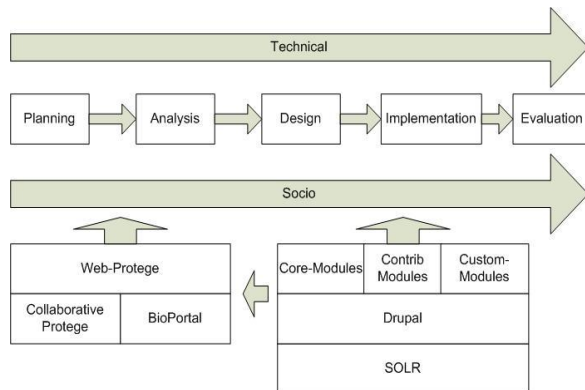 Technical
Planning
Analysis
Design
Implementation
Evaluation
Socio
Web-Protege
Collaborative
Protege
BioPortal
Core-Modules
Contrib
Modules
Custom-
Modules
Drupal
SOLR